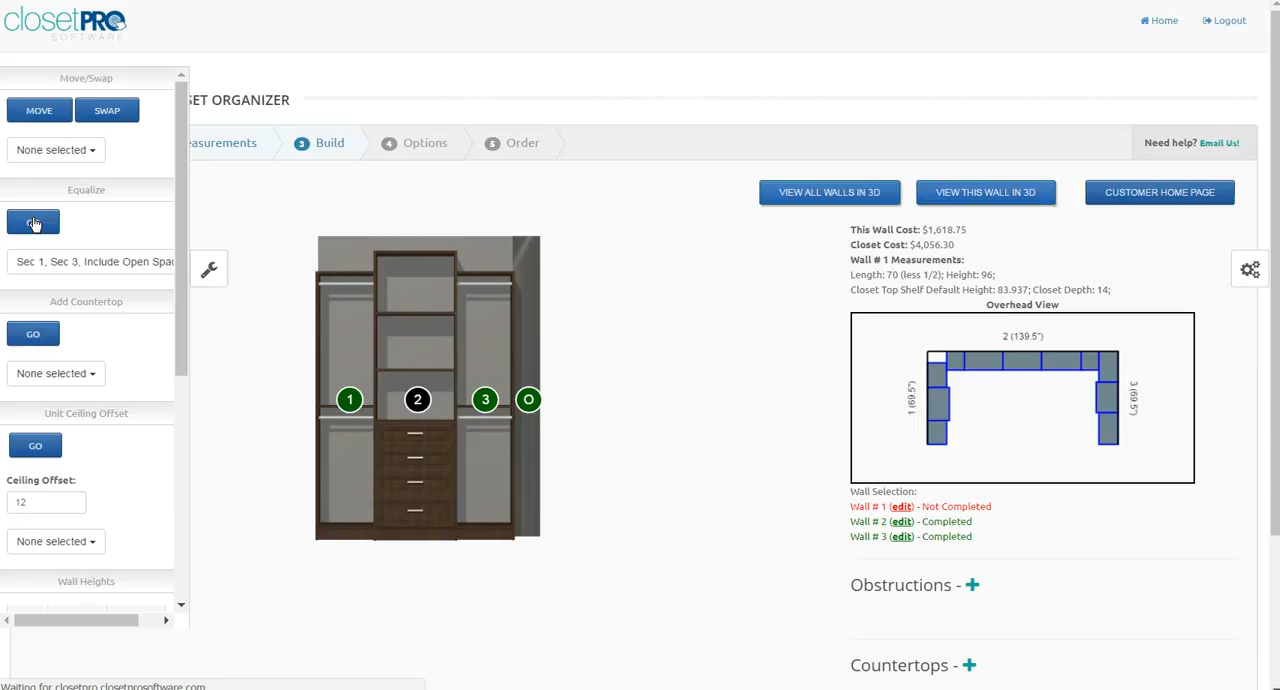 closetPRO
SOFTWARE
Home
Logout
Move/Swap
MOVE
SWAP
None selected
Equalize
Sec 1, Sec 3, Include Open Spac
Add Countertop
GO
None selected
Unit Ceiling Offset
GO
Ceiling Offset:
12
None selected
Wall Heights
SET ORGANIZER
easurements
3 Build
4 Options
5 Order
Need help? Email Us!
VIEW ALL WALLS IN 3D
VIEW THIS WALL IN 3D
CUSTOMER HOME PAGE
1
2
3
O
This Wall Cost: $1,618.75
Closet Cost: $4,056.30
Wall # 1 Measurements:
Length: 70 (less 1/2); Height: 96;
Closet Top Shelf Default Height: 83.937; Closet Depth: 14;
Overhead View
2 (139.5")
1 (69.5")
3 (69.5")
Wall Selection:
Wall # 1 (edit) - Not Completed
Wall # 2 (edit) - Completed
Wall # 3 (edit) - Completed
Obstructions -
Countertops -
Waiting for closetpro.closetprosoftware.com